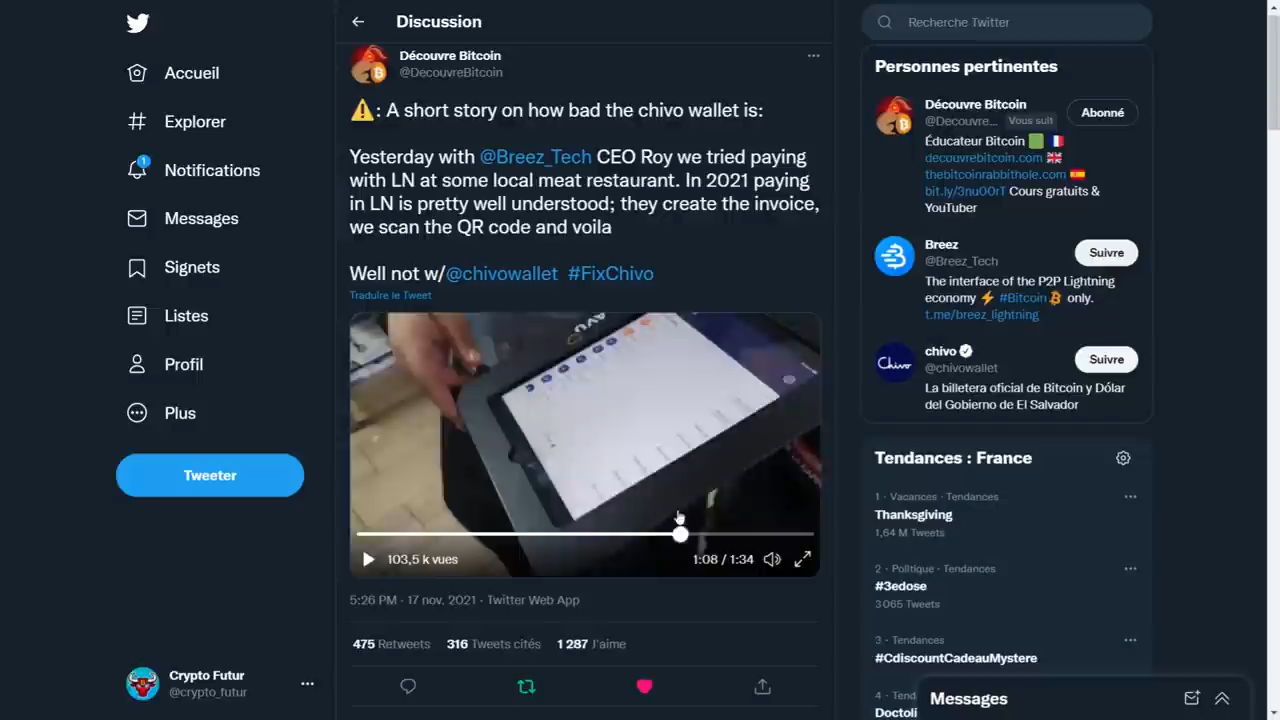 Discussion
Recherche Twitter
Accueil
Explorer
1
Notifications
Messages
Signets
Listes
Profil
Plus
Tweeter
Crypto Futur
@crypto_futur
Découvre Bitcoin
@DecouvreBitcoin
⚠️: A short story on how bad the chivo wallet is:
Yesterday with @Breez_Tech CEO Roy we tried paying
with LN at some local meat restaurant. In 2021 paying
in LN is pretty well understood; they create the invoice,
we scan the QR code and voila
Well not w/@chivowallet #FixChivo
Traduire le Tweet
103,5 k vues
1:08 / 1:34
5:26 PM · 17 nov. 2021 · Twitter Web App
475 Retweets 316 Tweets cités 1 287 J'aime
Personnes pertinentes
Découvre Bitcoin
@Decouvre... Vous suit
Abonné
Éducateur Bitcoin 🟩 🇫🇷
decouvrebitcoin.com 🇬🇧
thebitcoinrabbithole.com 🇪🇸
bit.ly/3nu0OrT Cours gratuits &
YouTuber
Breez
@Breez_Tech
Suivre
The interface of the P2P Lightning
economy ⚡ #Bitcoin only.
t.me/breez_lightning
Chivo
chivo
@chivowallet
Suivre
La billetera oficial de Bitcoin y Dólar
del Gobierno de El Salvador
Tendances : France
1 · Vacances · Tendances
Thanksgiving
1,64 M Tweets
2 · Politique · Tendances
#3edose
3 065 Tweets
3 · Tendances
#CdiscountCadeauMystere
4 · Tend
Doctoli
Messages